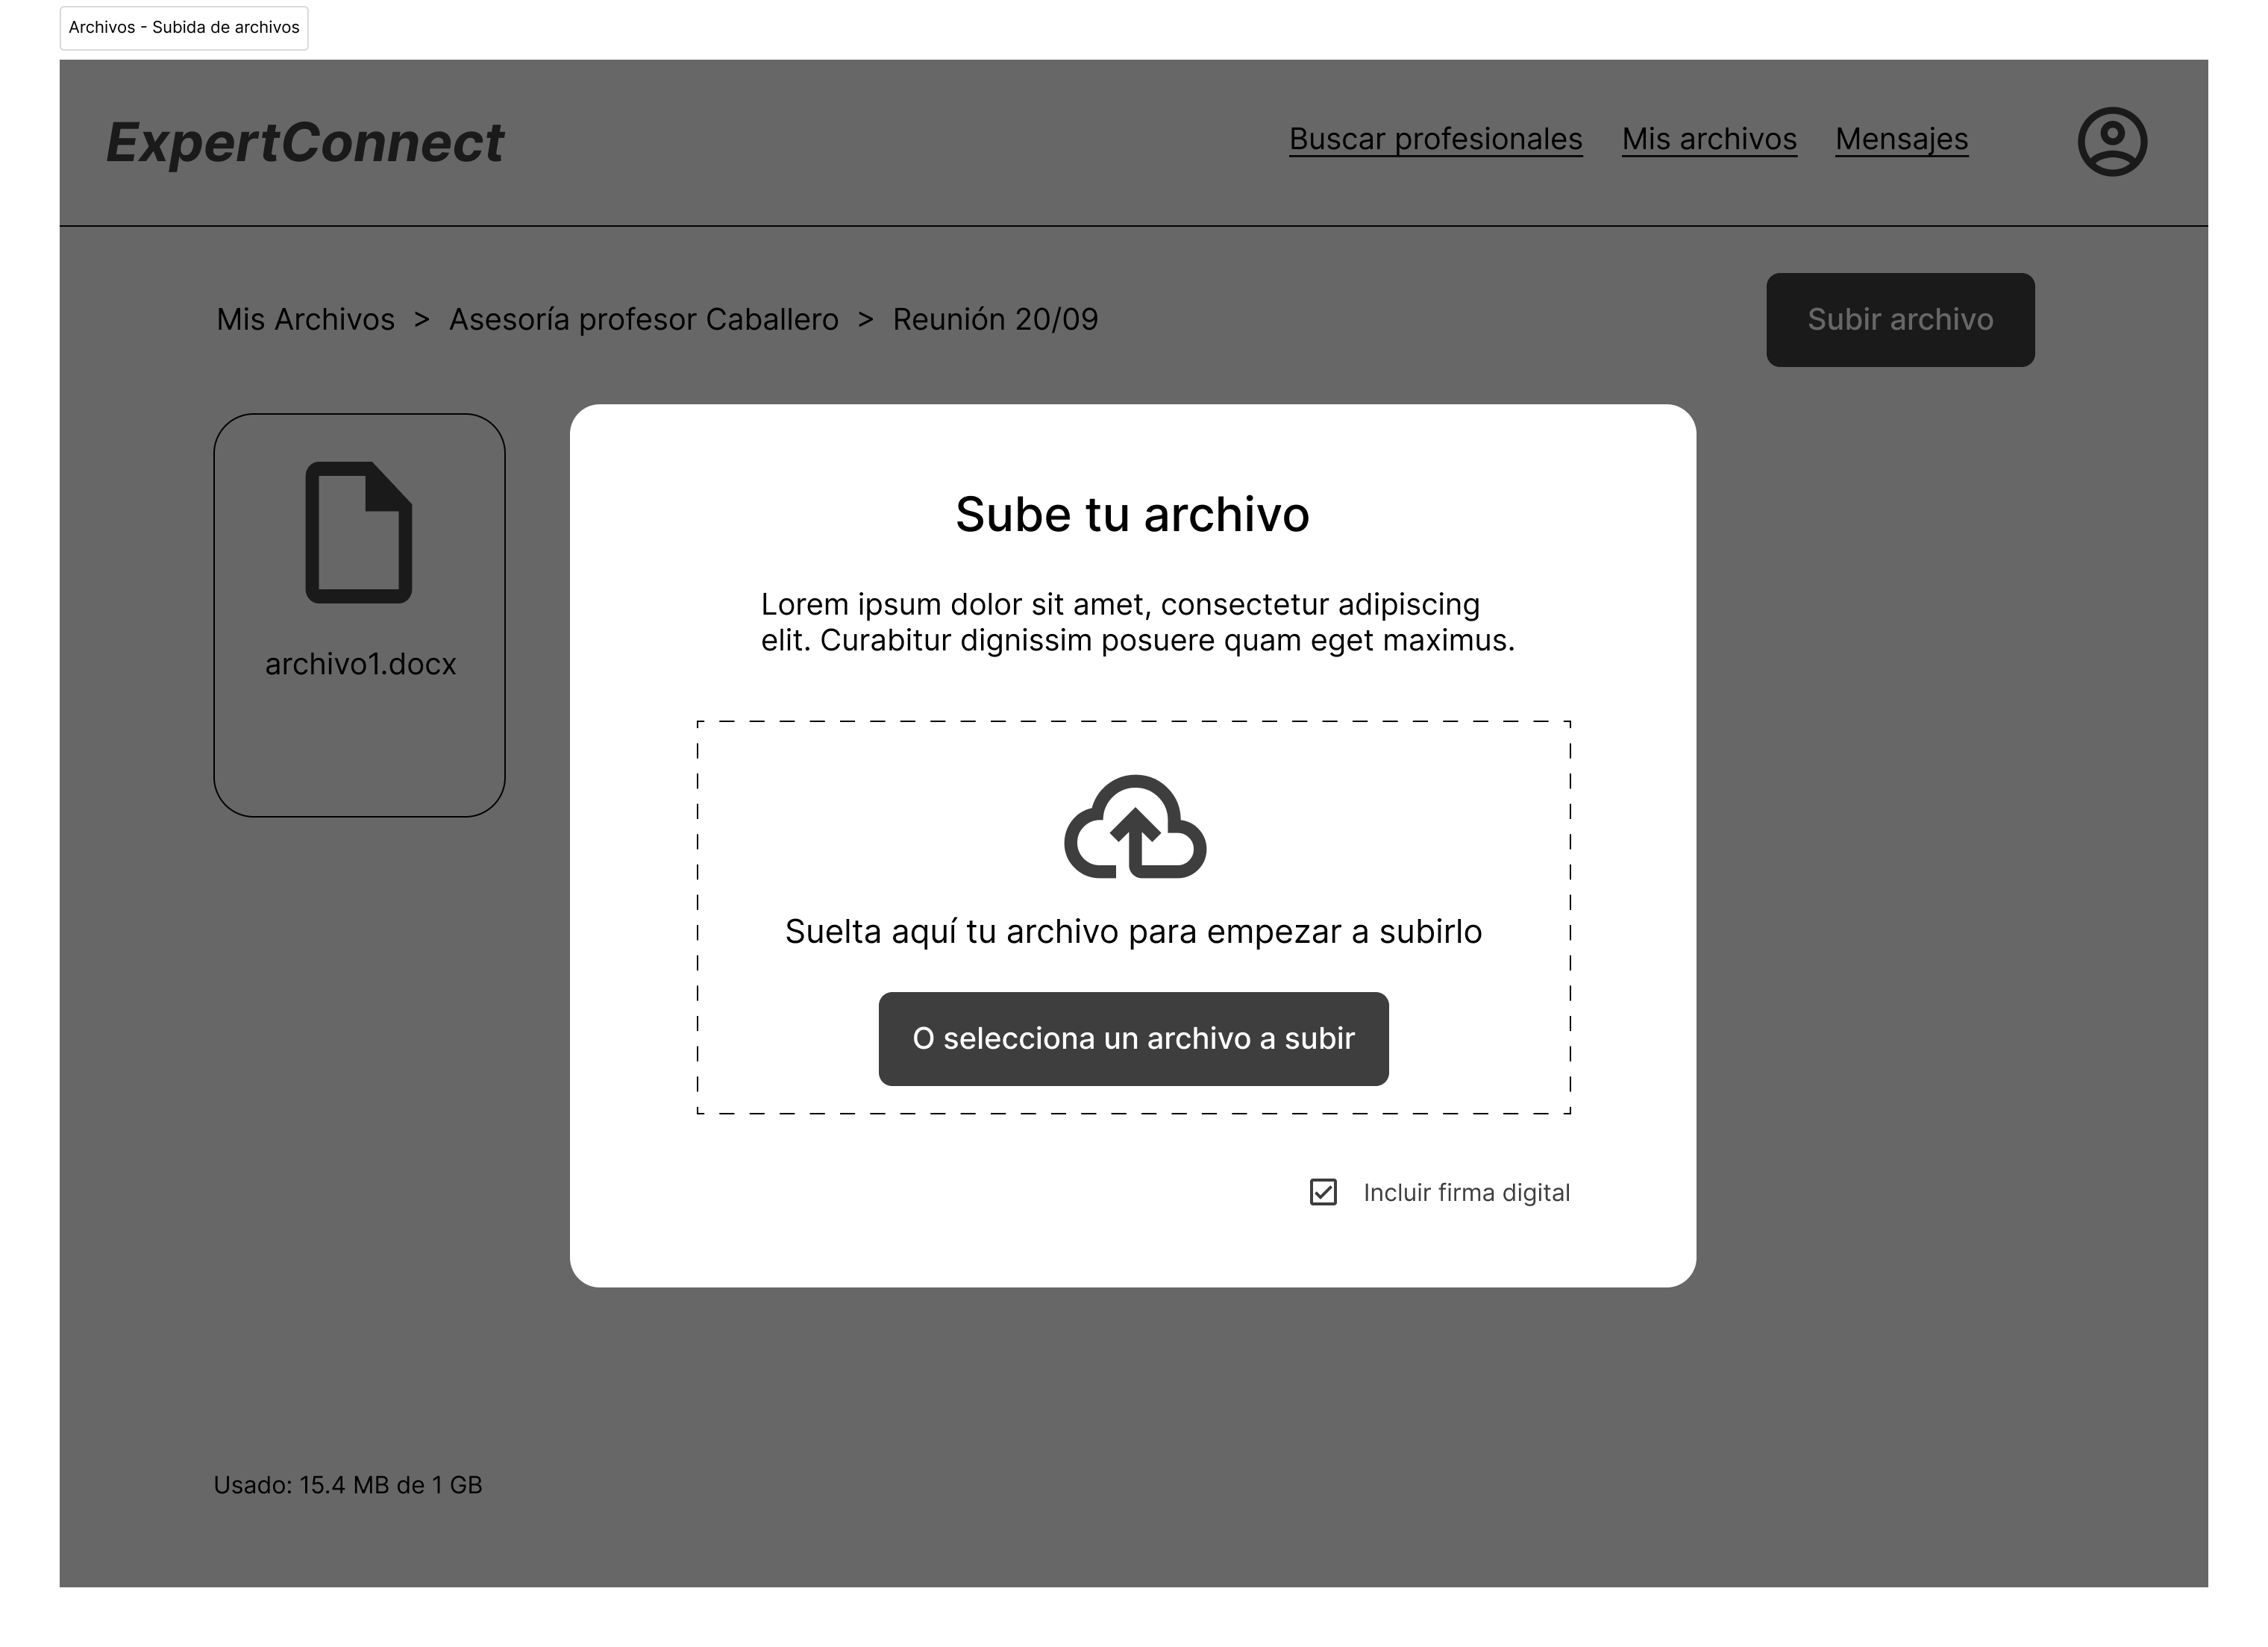 Archivos - Subida de archivos
ExpertConnect
Buscar profesionales
Mis archivos
Mensajes
Mis Archivos > Asesoría profesor Caballero > Reunión 20/09
Subir archivo
archivo1.docx
Sube tu archivo
Lorem ipsum dolor sit amet, consectetur adipiscing
elit. Curabitur dignissim posuere quam eget maximus.
Suelta aquí tu archivo para empezar a subirlo
O selecciona un archivo a subir
Incluir firma digital
Usado: 15.4 MB de 1 GB